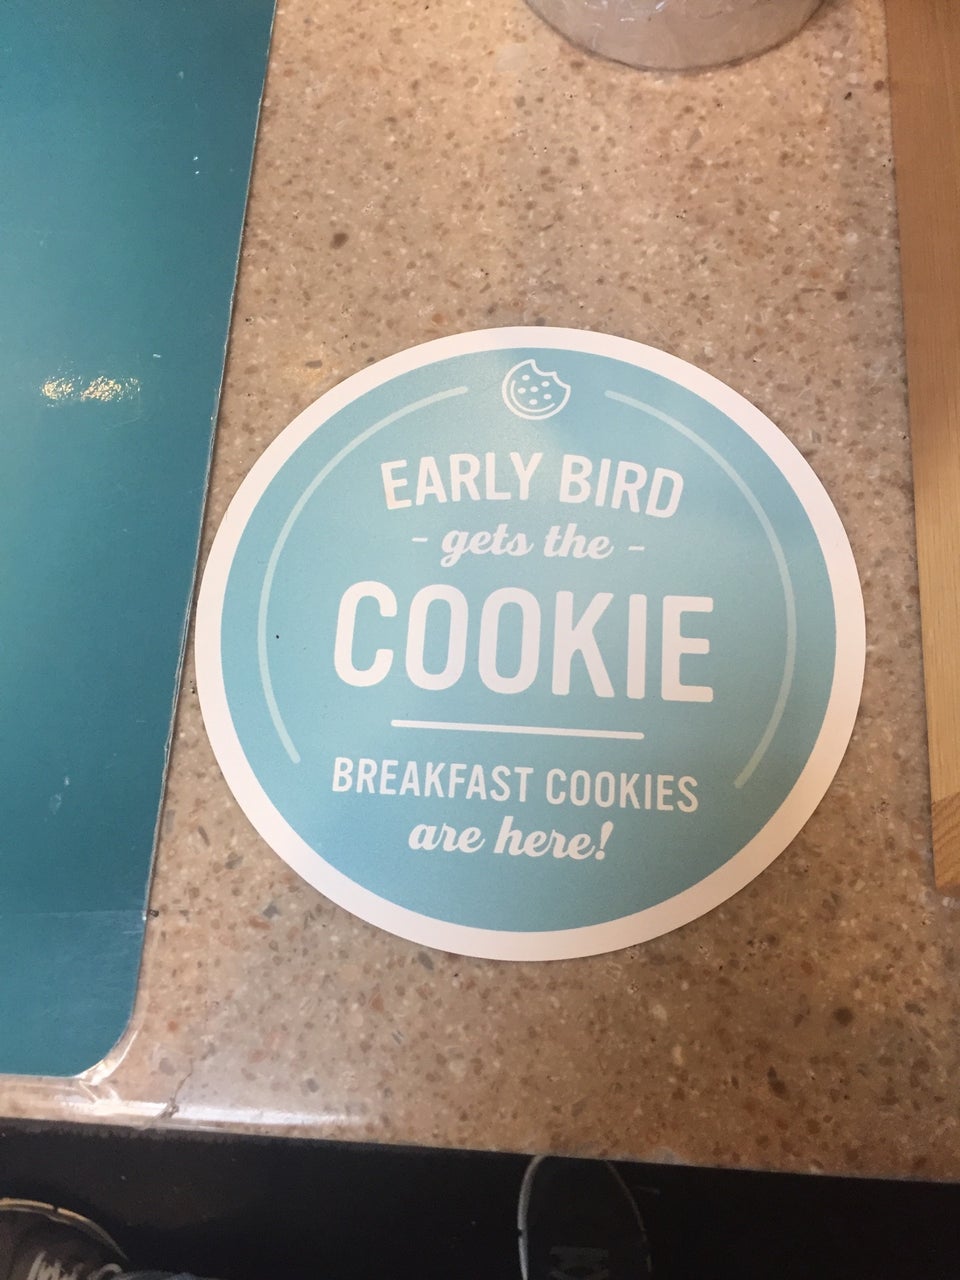 EARLY BIRD
- gets the -
COOKIE
BREAKFAST COOKIES
are here!